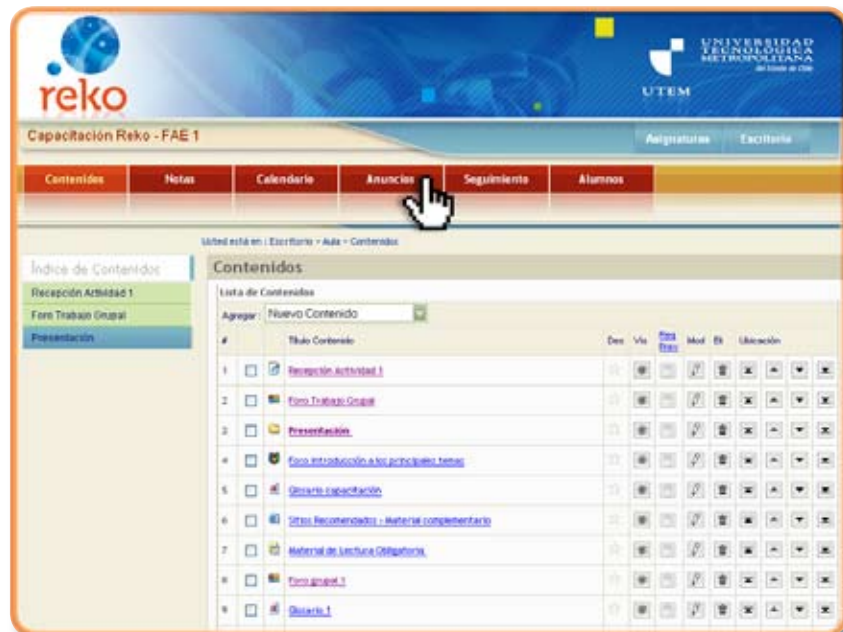 reko
UNIVERSIDAD
TECNOLÓGICA
METROPOLITANA
del Estado de Chile
UTEM
Capacitación Reko - FAE 1
Asignaturas Escritorio
Contenidos Notas Calendario Anuncios Seguimiento Alumnos
Usted está en : Escritorio > Aula > Contenidos
Índice de Contenidos
Recepción Actividad 1
Foro Trabajo Grupal
Presentación
Contenidos
Lista de Contenidos
Agregar : Nuevo Contenido
# Título Contenido Des Vis Mod Eli Ubicación
1 Recepción Actividad 1
2 Foro Trabajo Grupal
3 Presentación
4 Foro introducción a los principales temas
5 Glosario capacitación
6 Sitios Recomendados - Material complementario
7 Material de Lectura Obligatoria
8 Foro grupal 1
9 Glosario 1